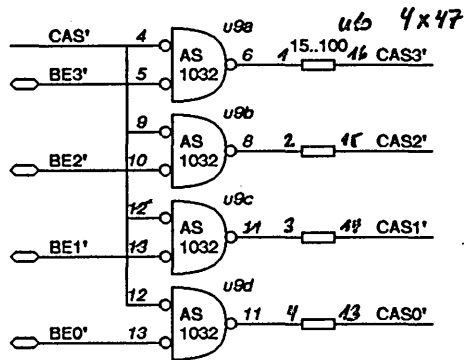 u9a
4 x 47
CAS'
4
AS
1032
6
1
15..100
16
CAS3'
BE3'
5
u9b
9
AS
1032
8
2
15
CAS2'
BE2'
10
u9c
12
AS
1032
11
3
14
CAS1'
BE1'
13
u9d
12
AS
1032
11
4
13
CAS0'
BE0'
13